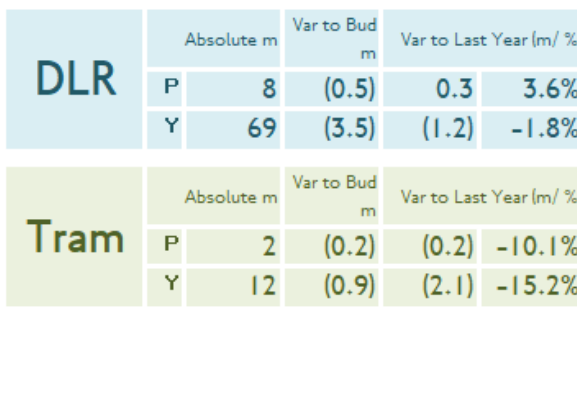 DLR
Absolute m Var to Bud m Var to Last Year (m/ %
P 8 (0.5) 0.3 3.6%
Y 69 (3.5) (1.2) -1.8%
Tram
Absolute m Var to Bud m Var to Last Year (m/ %
P 2 (0.2) (0.2) -10.1%
Y 12 (0.9) (2.1) -15.2%